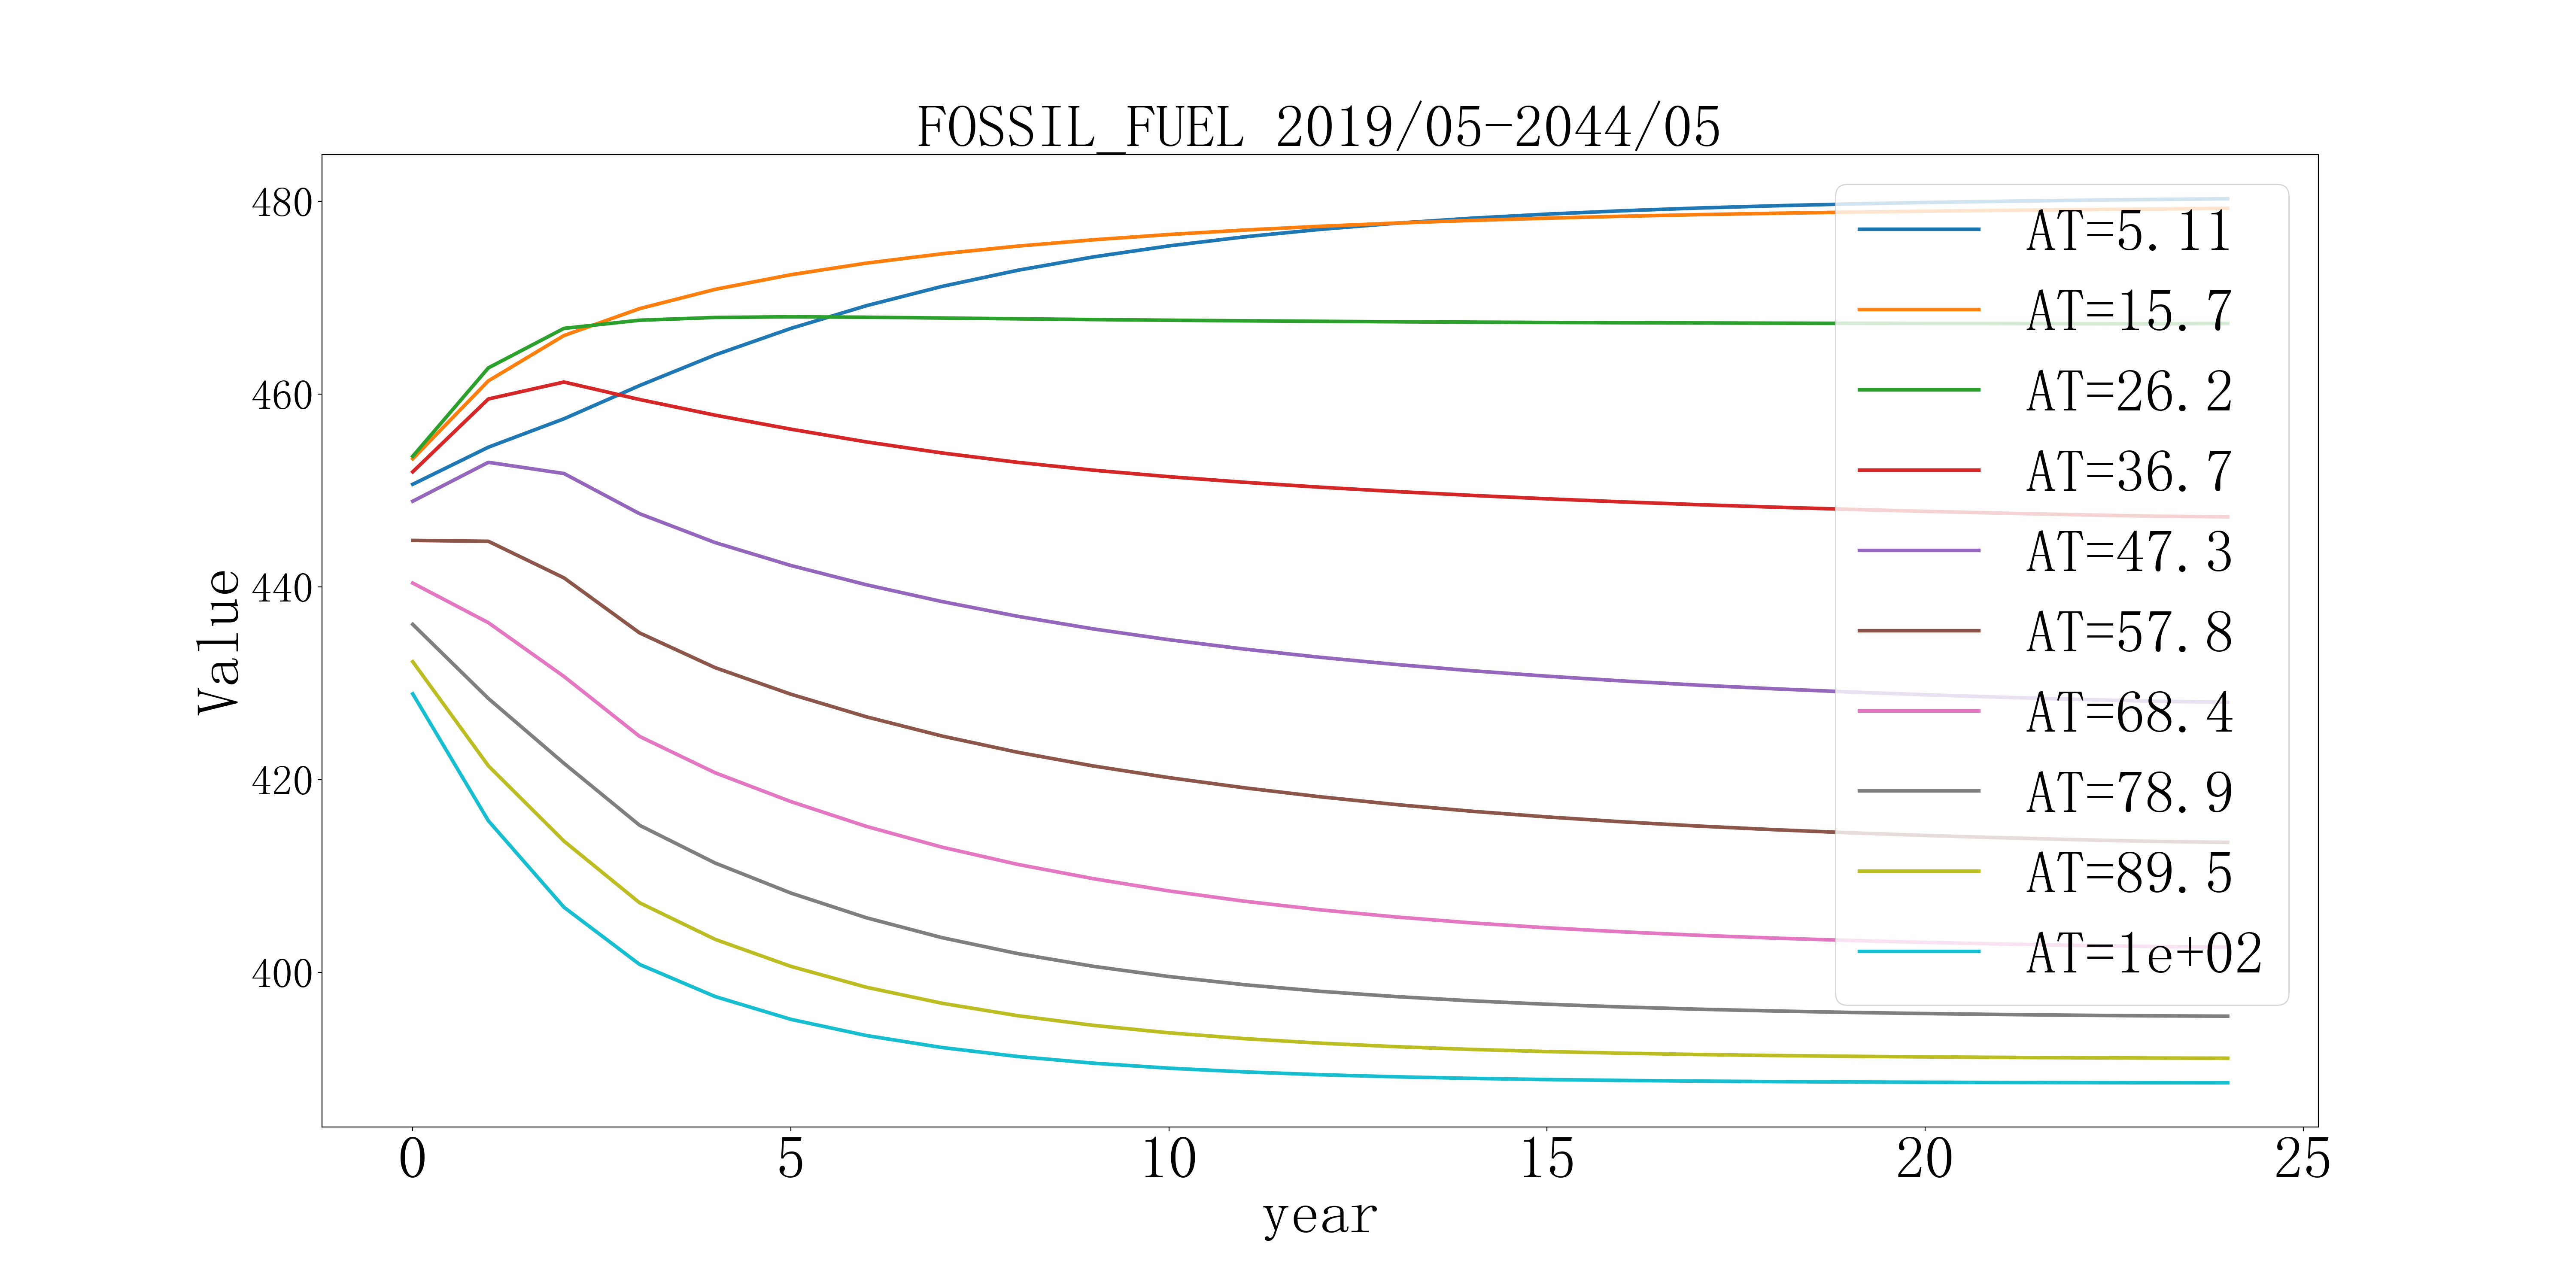 FOSSIL_FUEL 2019/05-2044/05
480
460
440
420
400
Value
0 5 10 15 20 25
year
AT=5.11
AT=15.7
AT=26.2
AT=36.7
AT=47.3
AT=57.8
AT=68.4
AT=78.9
AT=89.5
AT=1e+02